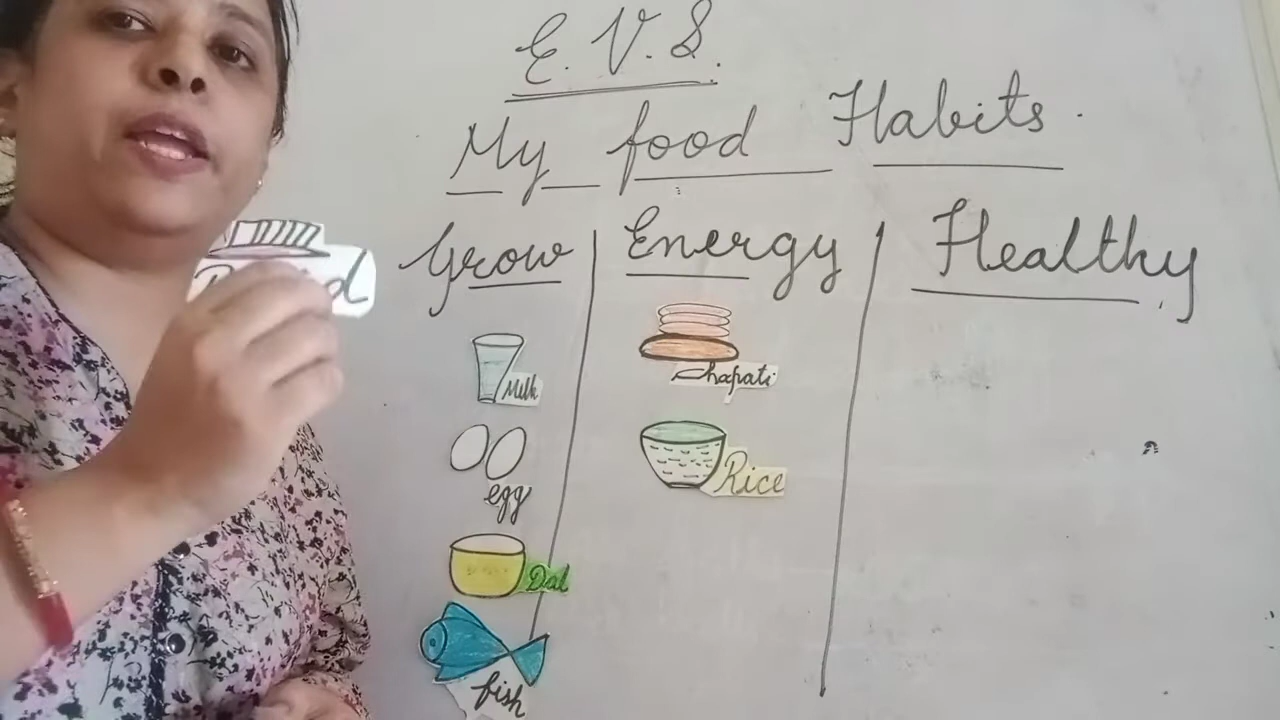 E. V. S.
My food Habits.
Grow Energy Healthy
Milk
egg
Dal
fish
Chapati
Rice